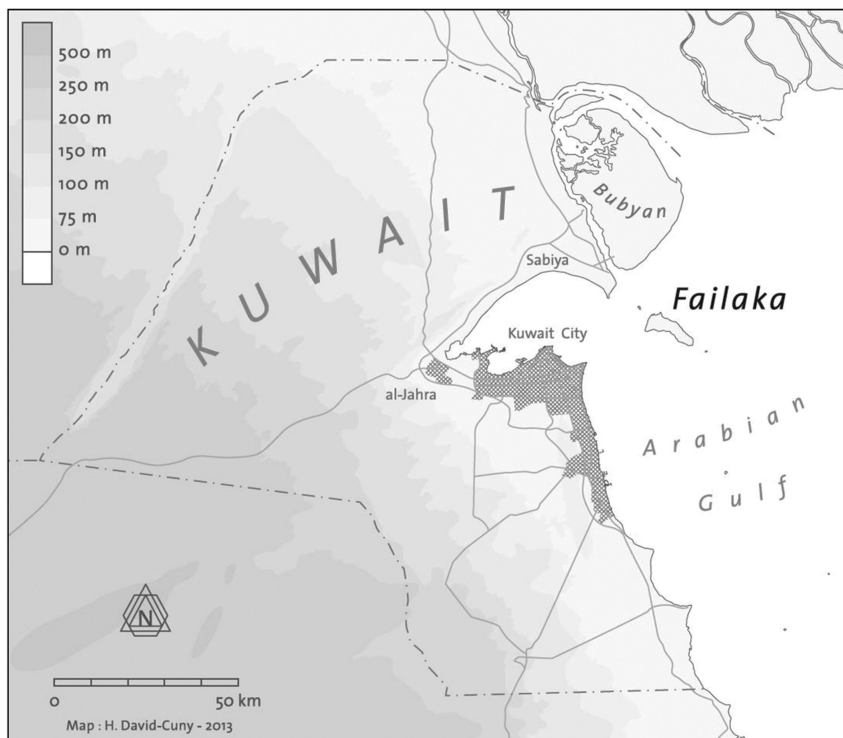 500 m
250 m
200 m
150 m
100 m
75 m
0 m
KUWAIT
Bubyan
Sabiya
Failaka
Kuwait City
al-Jahra
Arabian
Gulf
N
0 50 km
Map : H. David-Cuny - 2013